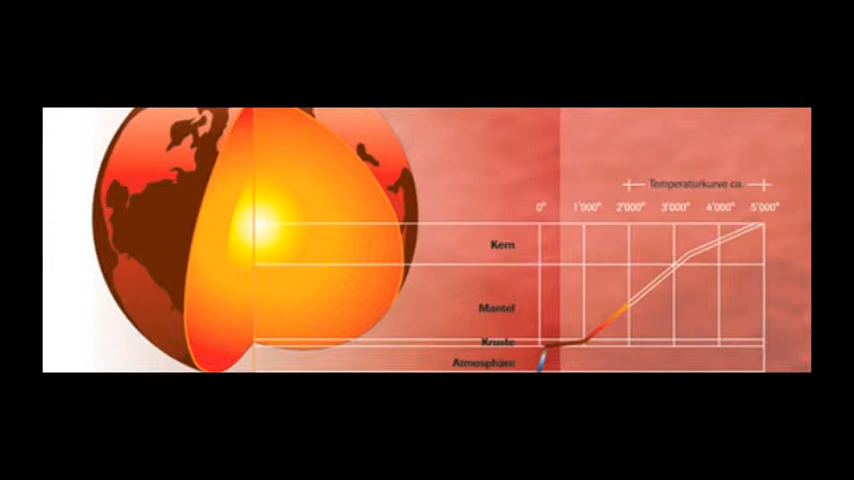 Temperaturkurve ca.
0° 1'000° 2'000° 3'000° 4'000° 5'000°
Kern
Mantel
Kruste
Atmosphäre